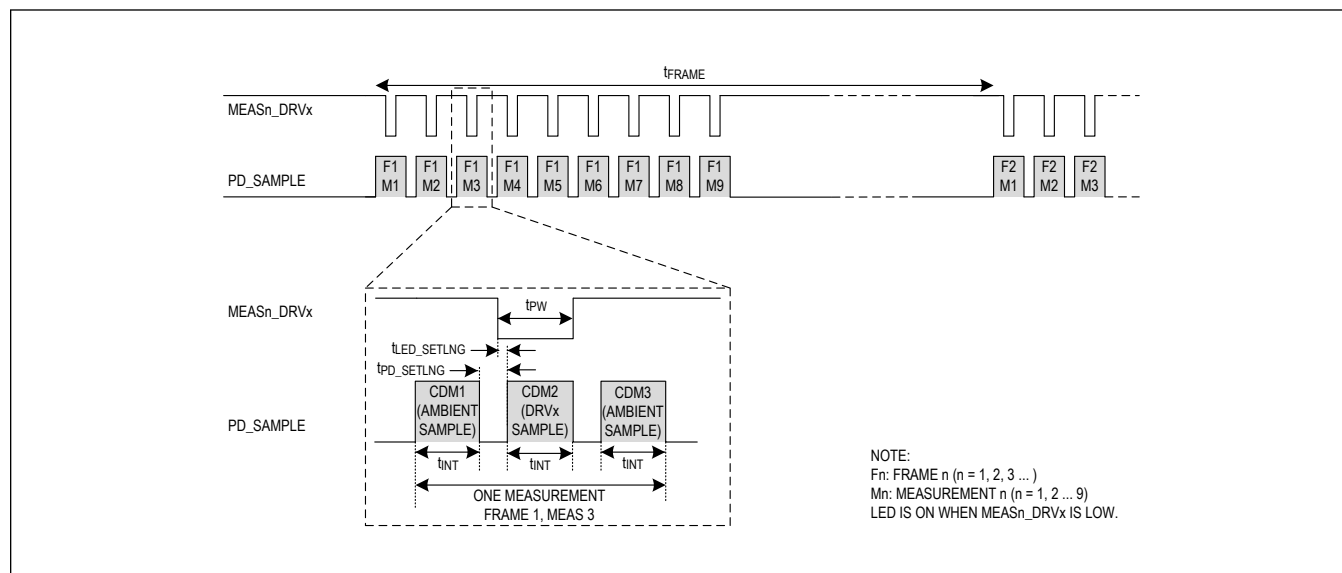 tFRAME
MEASn_DRVx
PD_SAMPLE
F1 F1 F1 F1 F1 F1 F1 F1 F1 F2 F2 F2
M1 M2 M3 M4 M5 M6 M7 M8 M9 M1 M2 M3
MEASn_DRVx
tPW
tLED_SETLNG
tPD_SETLNG
PD_SAMPLE
CDM1
(AMBIENT
SAMPLE)
CDM2
(DRVx
SAMPLE)
CDM3
(AMBIENT
SAMPLE)
tINT tINT tINT
ONE MEASUREMENT
FRAME 1, MEAS 3
NOTE:
Fn: FRAME n (n = 1, 2, 3 ... )
Mn: MEASUREMENT n (n = 1, 2 ... 9)
LED IS ON WHEN MEASn_DRVx IS LOW.